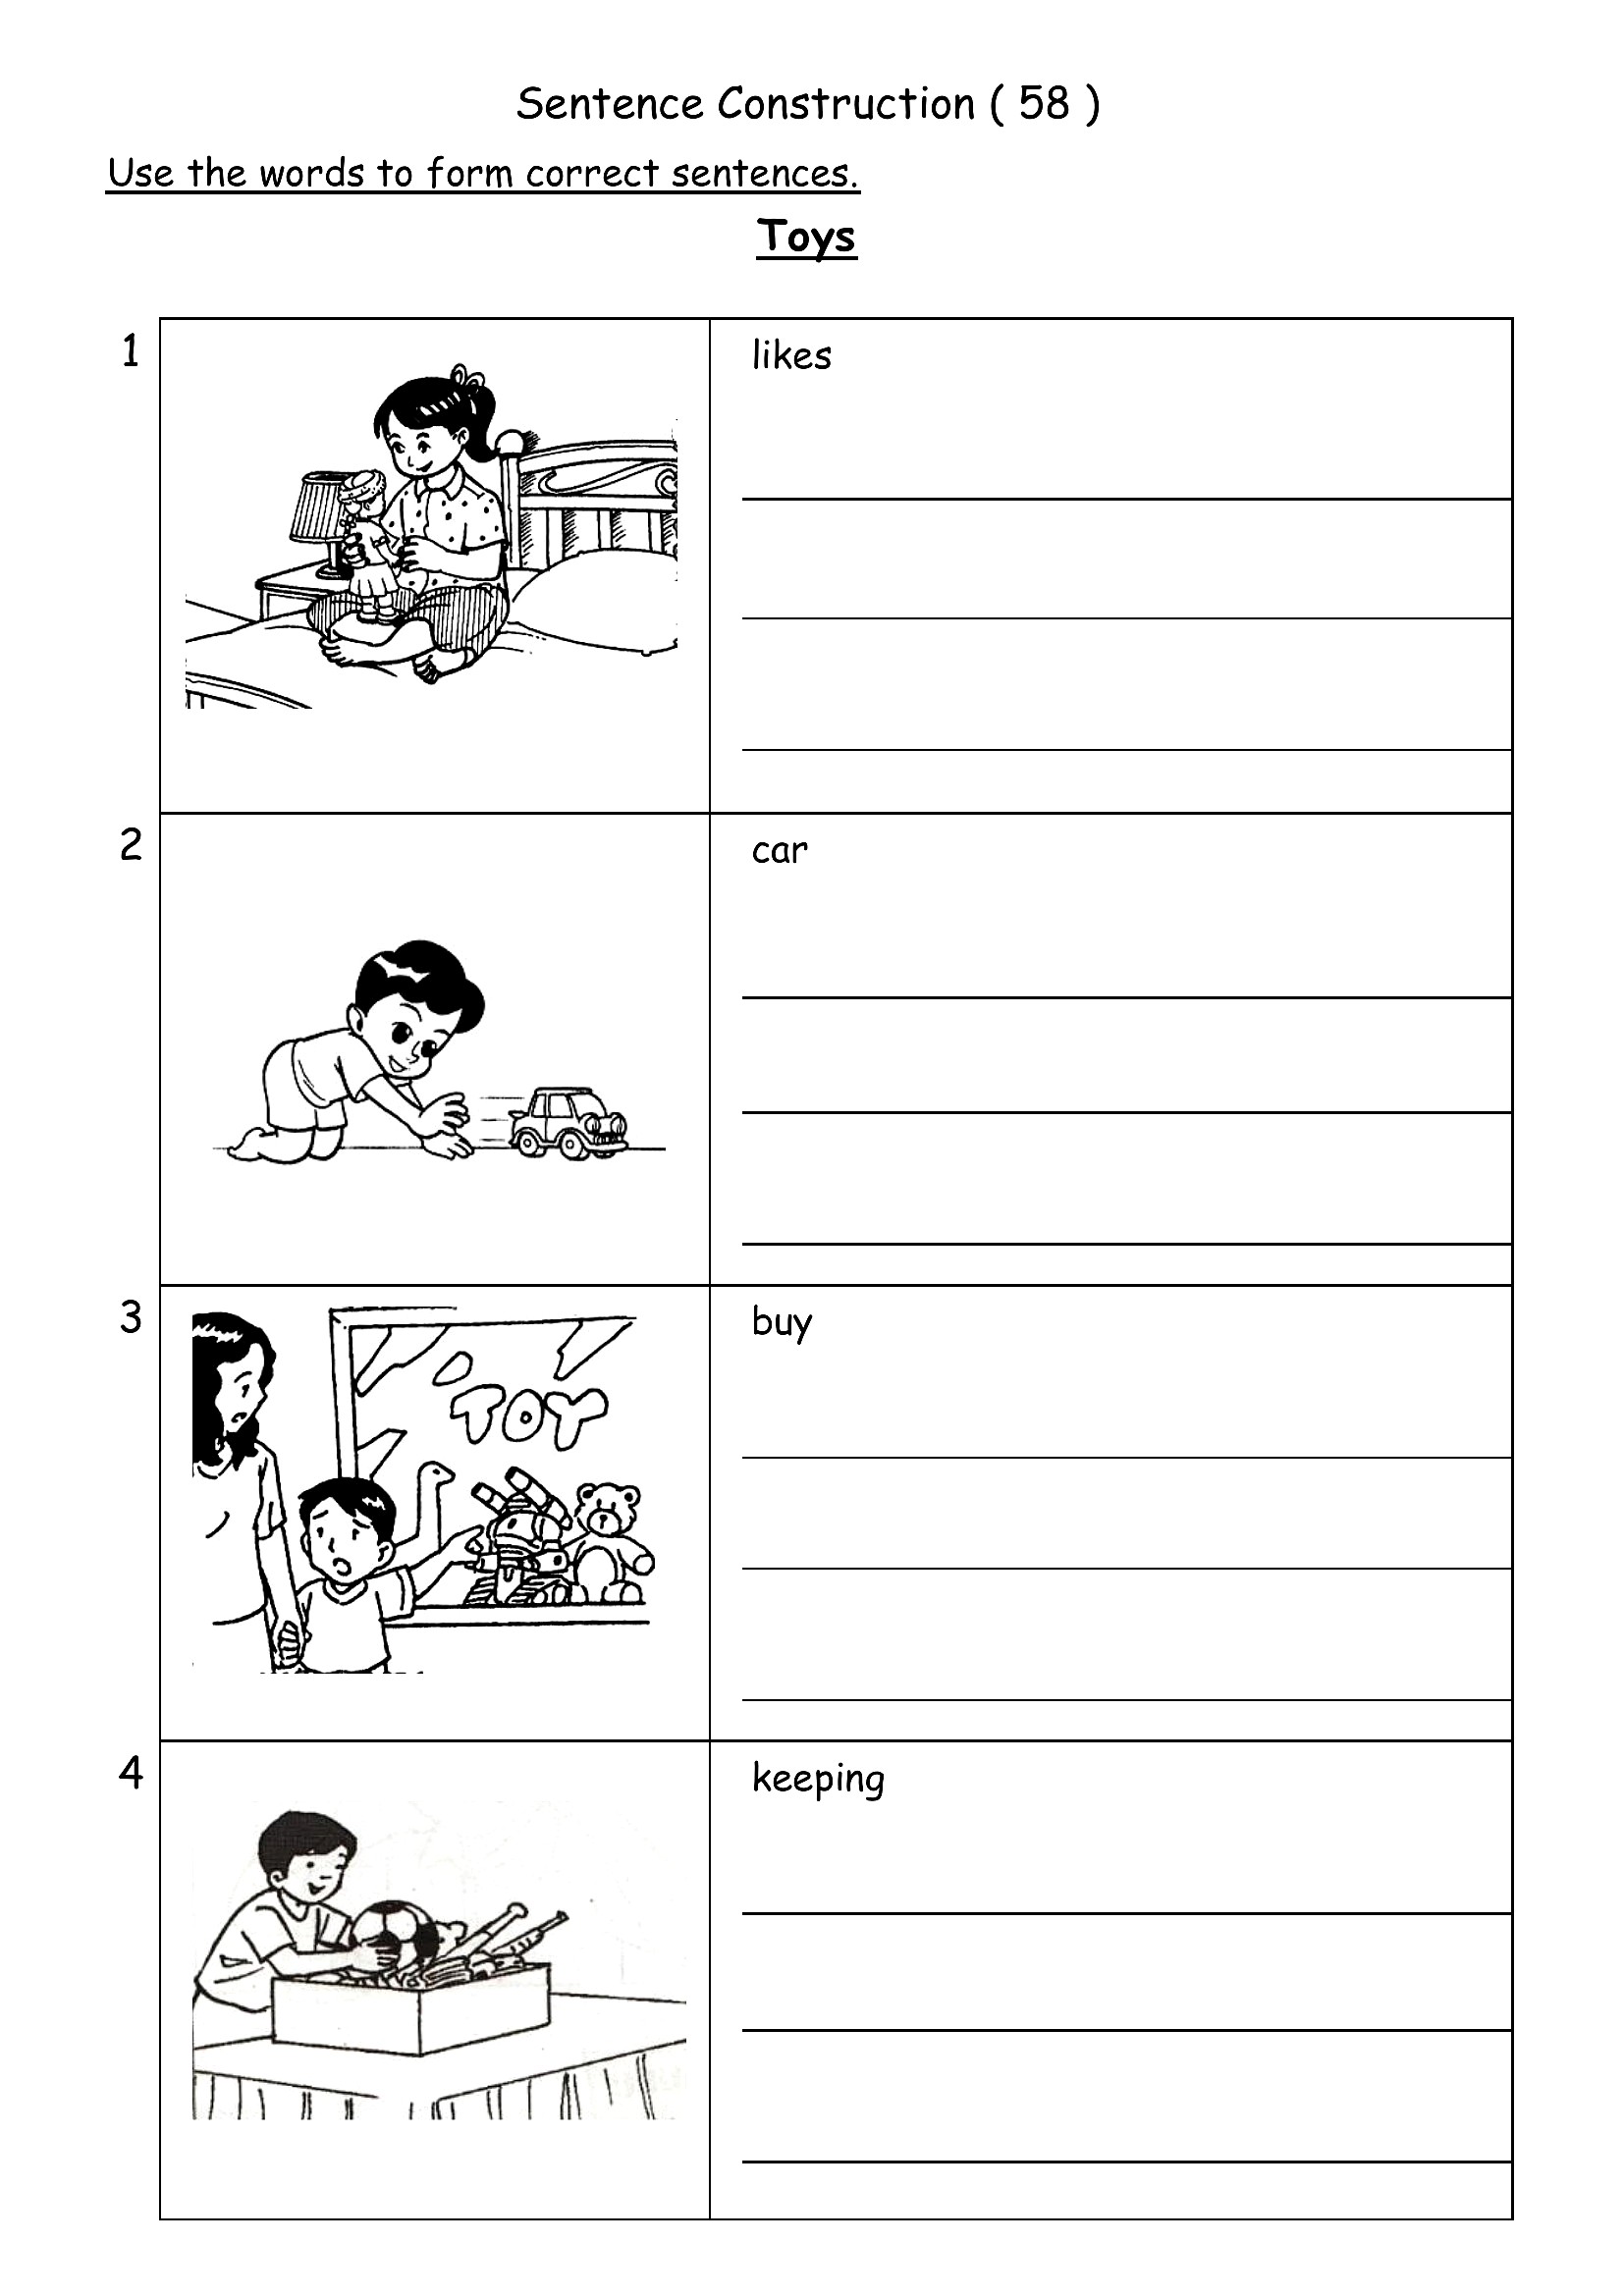 Sentence Construction ( 58 )
Use the words to form correct sentences.
Toys
1
likes
2
car
3
buy
TOY
4
keeping